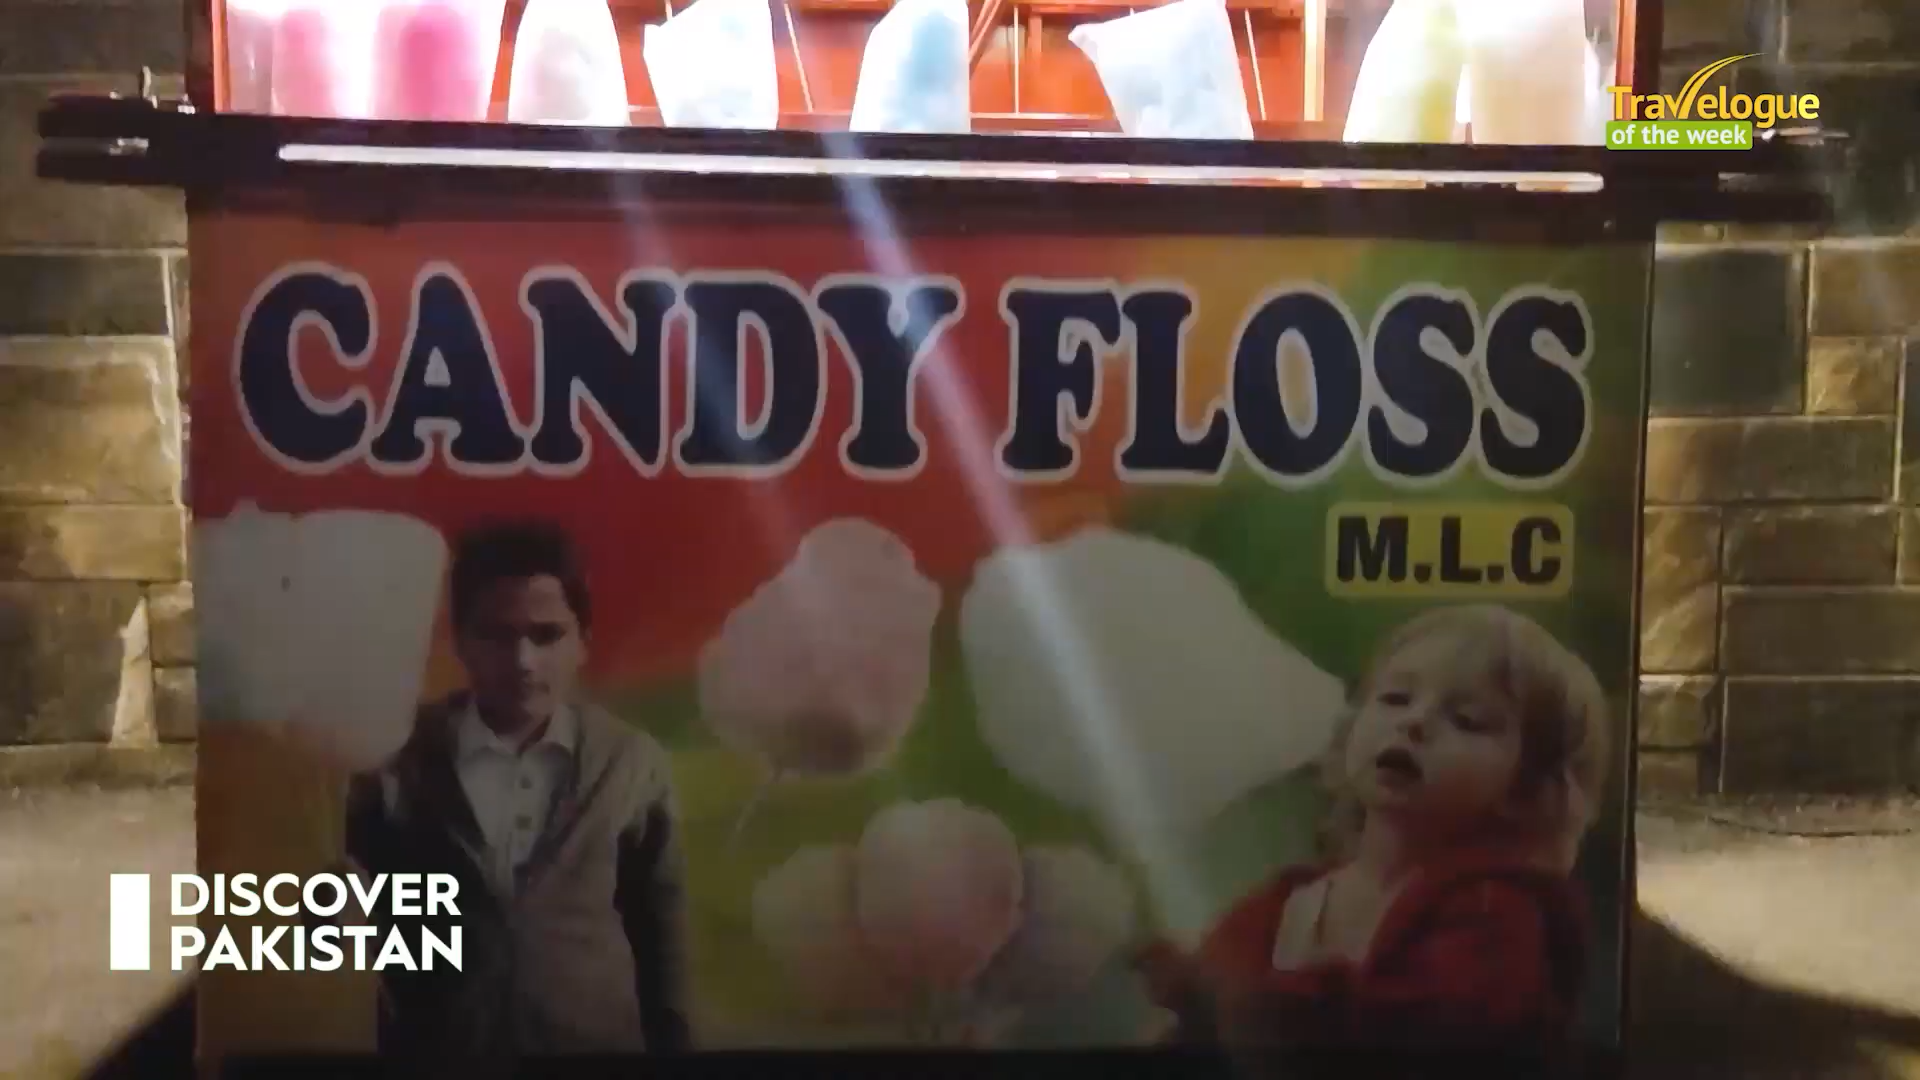 Travelogue
of the week
CANDY FLOSS
M.L.C
DISCOVER
PAKISTAN